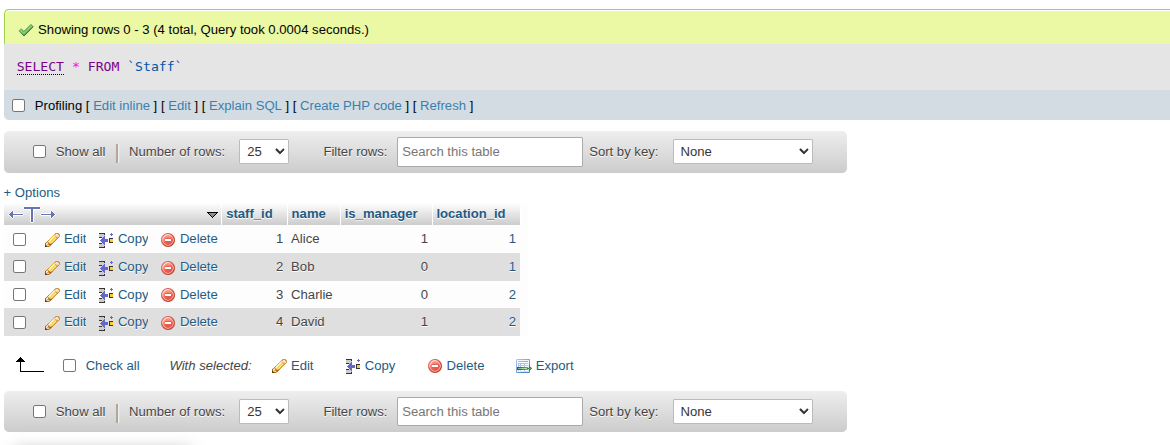 Showing rows 0 - 3 (4 total, Query took 0.0004 seconds.)
SELECT * FROM `Staff`
Profiling [ Edit inline ] [ Edit ] [ Explain SQL ] [ Create PHP code ] [ Refresh ]
Show all Number of rows: 25 Filter rows: Search this table Sort by key: None
+ Options
staff_id name is_manager location_id
Edit Copy Delete 1 Alice 1 1
Edit Copy Delete 2 Bob 0 1
Edit Copy Delete 3 Charlie 0 2
Edit Copy Delete 4 David 1 2
Check all With selected: Edit Copy Delete Export
Show all Number of rows: 25 Filter rows: Search this table Sort by key: None